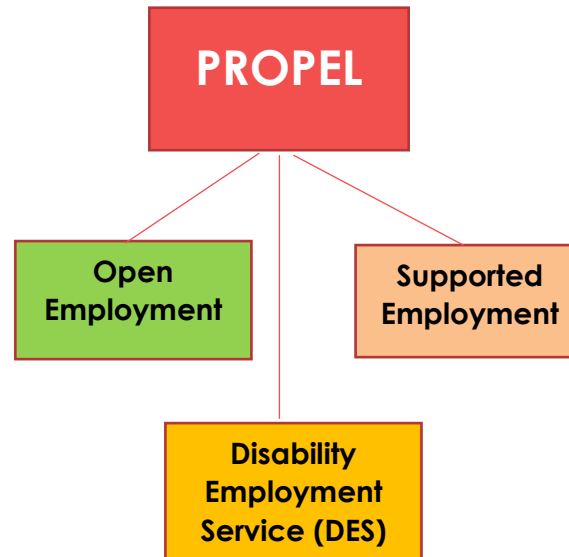 PROPEL
Open
Employment
Supported
Employment
Disability
Employment
Service (DES)